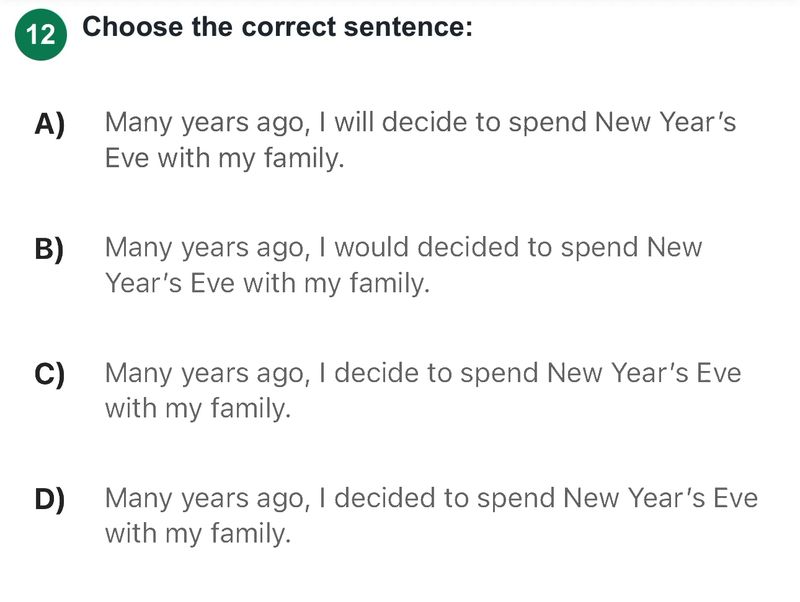 12 Choose the correct sentence:
A) Many years ago, I will decide to spend New Year’s
Eve with my family.
B) Many years ago, I would decided to spend New
Year’s Eve with my family.
C) Many years ago, I decide to spend New Year’s Eve
with my family.
D) Many years ago, I decided to spend New Year’s Eve
with my family.